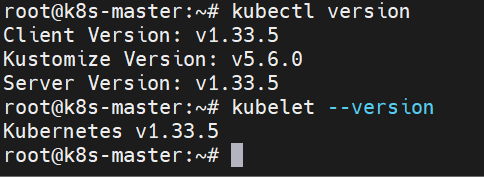 root@k8s-master:~# kubectl version
Client Version: v1.33.5
Kustomize Version: v5.6.0
Server Version: v1.33.5
root@k8s-master:~# kubelet --version
Kubernetes v1.33.5
root@k8s-master:~#